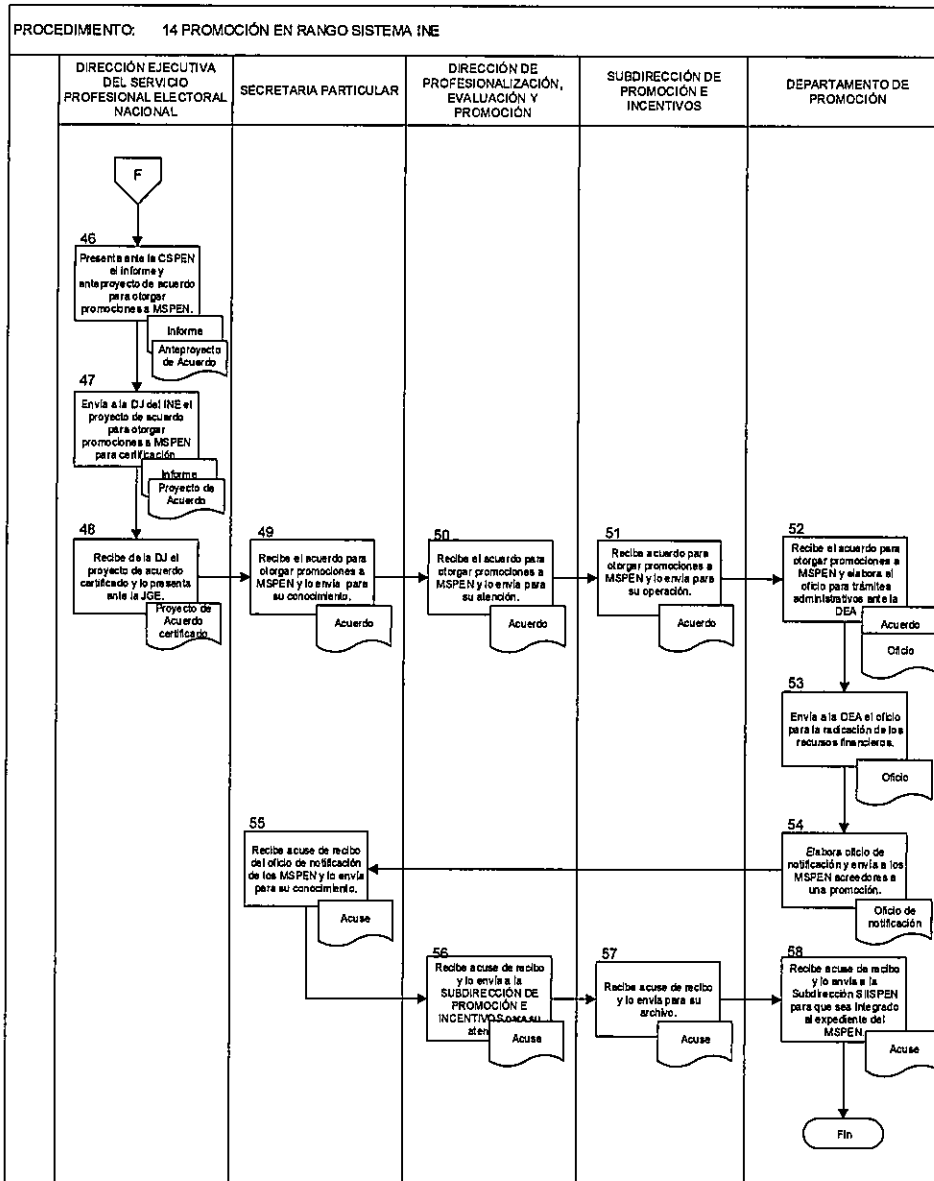 PROCEDIMIENTO: 14 PROMOCIÓN EN RANGO SISTEMA INE
DIRECCIÓN EJECUTIVA
DEL SERVICIO
PROFESIONAL ELECTORAL
NACIONAL
SECRETARIA PARTICULAR
DIRECCIÓN DE
PROFESIONALIZACIÓN,
EVALUACIÓN Y
PROMOCIÓN
SUBDIRECCIÓN DE
PROMOCIÓN E
INCENTIVOS
DEPARTAMENTO DE
PROMOCIÓN
F
46
Presenta ante la CSPEN
el informe y
anteproyecto de acuerdo
para otorgar
promociones a MSPEN.
Informe
Anteproyecto
de Acuerdo
47
Envía a la DJ del INE el
proyecto de acuerdo
para otorgar
promociones a MSPEN
para certificación
Informe
Proyecto de
Acuerdo
48
Recibe de la DJ el
proyecto de acuerdo
certificado y lo presenta
ante la JGE.
Proyecto de
Acuerdo
certificado
49
Recibe el acuerdo para
otorgar promociones a
MSPEN y lo envía para
su conocimiento.
Acuerdo
50
Recibe el acuerdo para
otorgar promociones a
MSPEN y lo envía para
su atención.
Acuerdo
51
Recibe acuerdo para
otorgar promociones a
MSPEN y lo envía para
su operación.
Acuerdo
52
Recibe el acuerdo para
otorgar promociones a
MSPEN y elabora el
oficio para trámites
administrativos ante la
DEA
Acuerdo
Oficio
53
Envía a la DEA el oficio
para la radicación de los
recursos financieros.
Oficio
54
Elabora oficio de
notificación y envía a los
MSPEN acreedores a
una promoción.
Oficio de
notificación
55
Recibe acuse de recibo
del oficio de notificación
de los MSPEN y lo envía
para su conocimiento.
Acuse
56
Recibe acuse de recibo
y lo envía a la
SUBDIRECCIÓN DE
PROMOCIÓN E
INCENTIVOS para su
aten
Acuse
57
Recibe acuse de recibo
y lo envía para su
archivo.
Acuse
58
Recibe acuse de recibo
y lo envía a la
Subdirección SIISPEN
para que sea integrado
al expediente del
MSPEN.
Acuse
Fin